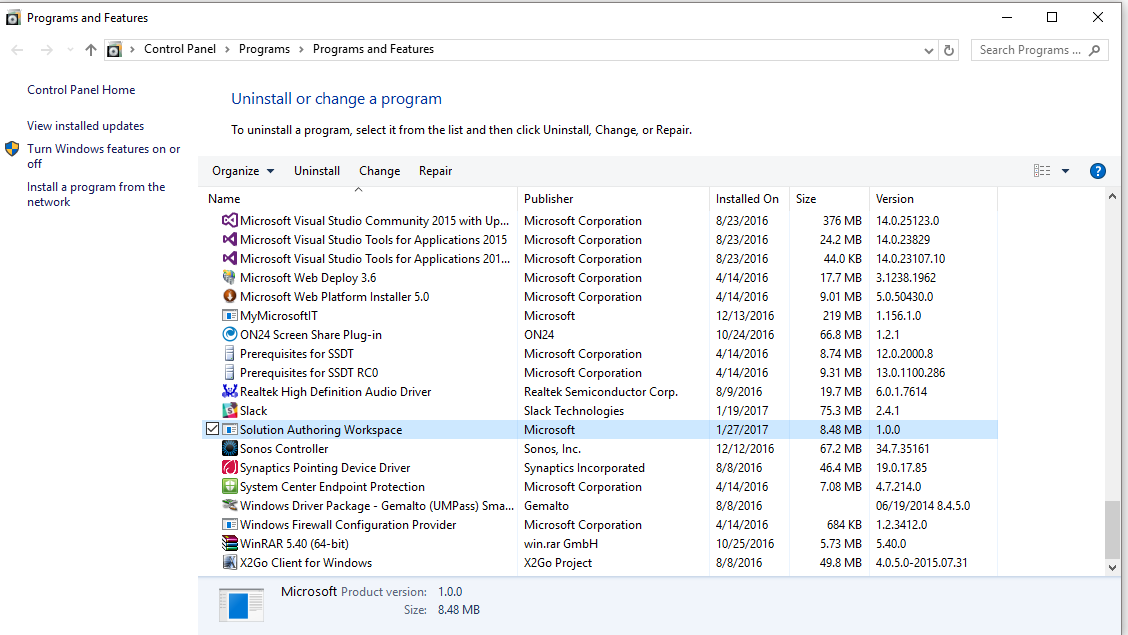 Programs and Features
Control Panel > Programs > Programs and Features
Search Programs ...
Control Panel Home
View installed updates
Turn Windows features on or
off
Install a program from the
network
Uninstall or change a program
To uninstall a program, select it from the list and then click Uninstall, Change, or Repair.
Organize Uninstall Change Repair ?
Name Publisher Installed On Size Version
Microsoft Visual Studio Community 2015 with Up... Microsoft Corporation 8/23/2016 376 MB 14.0.25123.0
Microsoft Visual Studio Tools for Applications 2015 Microsoft Corporation 8/23/2016 24.2 MB 14.0.23829
Microsoft Visual Studio Tools for Applications 201... Microsoft Corporation 8/23/2016 44.0 KB 14.0.23107.10
Microsoft Web Deploy 3.6 Microsoft Corporation 4/14/2016 17.7 MB 3.1238.1962
Microsoft Web Platform Installer 5.0 Microsoft Corporation 4/14/2016 9.01 MB 5.0.50430.0
MyMicrosoftIT Microsoft 12/13/2016 219 MB 1.156.1.0
ON24 Screen Share Plug-in ON24 10/24/2016 66.8 MB 1.2.1
Prerequisites for SSDT Microsoft Corporation 4/14/2016 8.74 MB 12.0.2000.8
Prerequisites for SSDT RC0 Microsoft Corporation 4/14/2016 9.31 MB 13.0.1100.286
Realtek High Definition Audio Driver Realtek Semiconductor Corp. 8/9/2016 19.7 MB 6.0.1.7614
Slack Slack Technologies 1/19/2017 75.3 MB 2.4.1
Solution Authoring Workspace Microsoft 1/27/2017 8.48 MB 1.0.0
Sonos Controller Sonos, Inc. 12/12/2016 67.2 MB 34.7.35161
Synaptics Pointing Device Driver Synaptics Incorporated 8/8/2016 46.4 MB 19.0.17.85
System Center Endpoint Protection Microsoft Corporation 4/14/2016 7.08 MB 4.7.214.0
Windows Driver Package - Gemalto (UMPass) Sma... Gemalto 8/8/2016 06/19/2014 8.4.5.0
Windows Firewall Configuration Provider Microsoft Corporation 4/14/2016 684 KB 1.2.3412.0
WinRAR 5.40 (64-bit) win.rar GmbH 10/25/2016 5.73 MB 5.40.0
X2Go Client for Windows X2Go Project 8/8/2016 49.8 MB 4.0.5.0-2015.07.31
Microsoft Product version: 1.0.0
Size: 8.48 MB